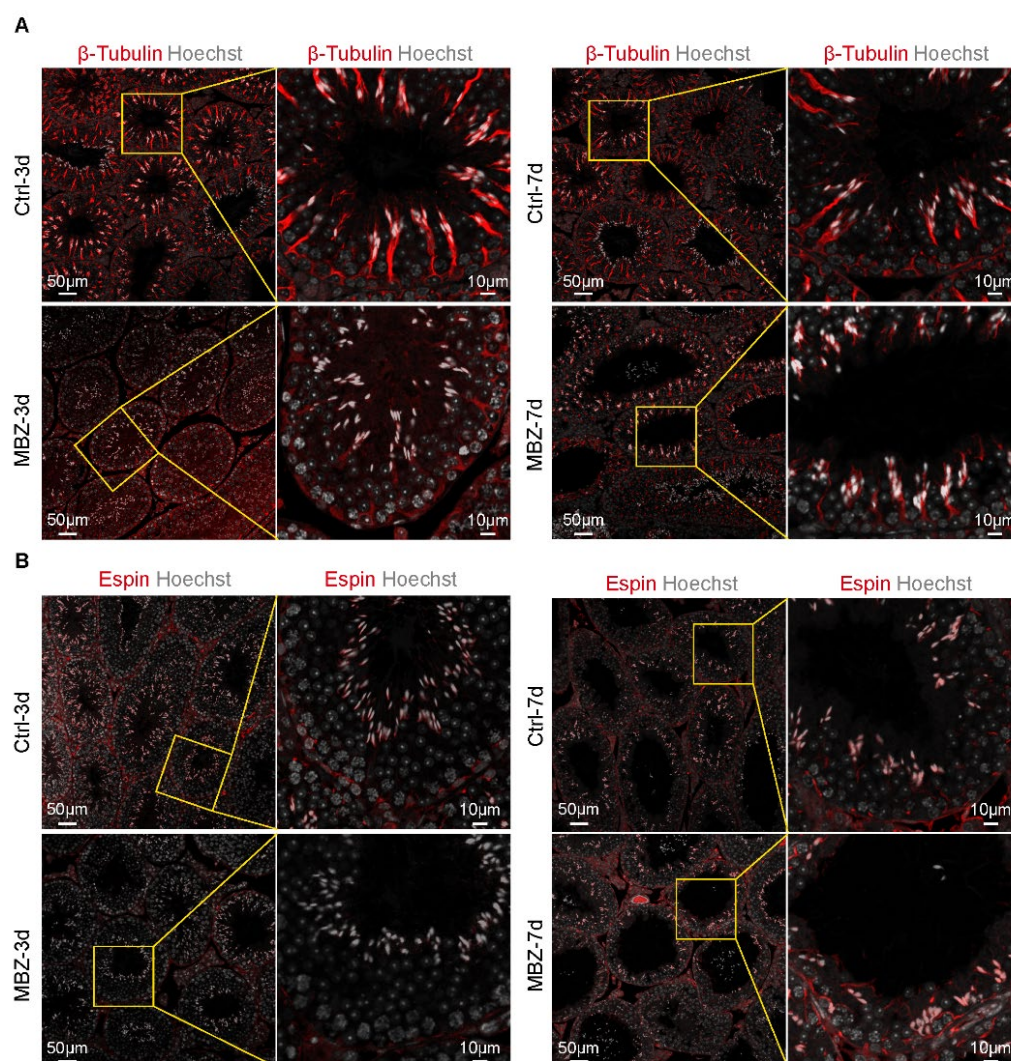 A
β-Tubulin Hoechst β-Tubulin Hoechst β-Tubulin Hoechst β-Tubulin Hoechst
Ctrl-3d 50µm 10µm Ctrl-7d 50µm 10µm
MBZ-3d 50µm 10µm MBZ-7d 50µm 10µm
B
Espin Hoechst Espin Hoechst Espin Hoechst Espin Hoechst
Ctrl-3d 50µm 10µm Ctrl-7d 50µm 10µm
MBZ-3d 50µm 10µm MBZ-7d 50µm 10µm